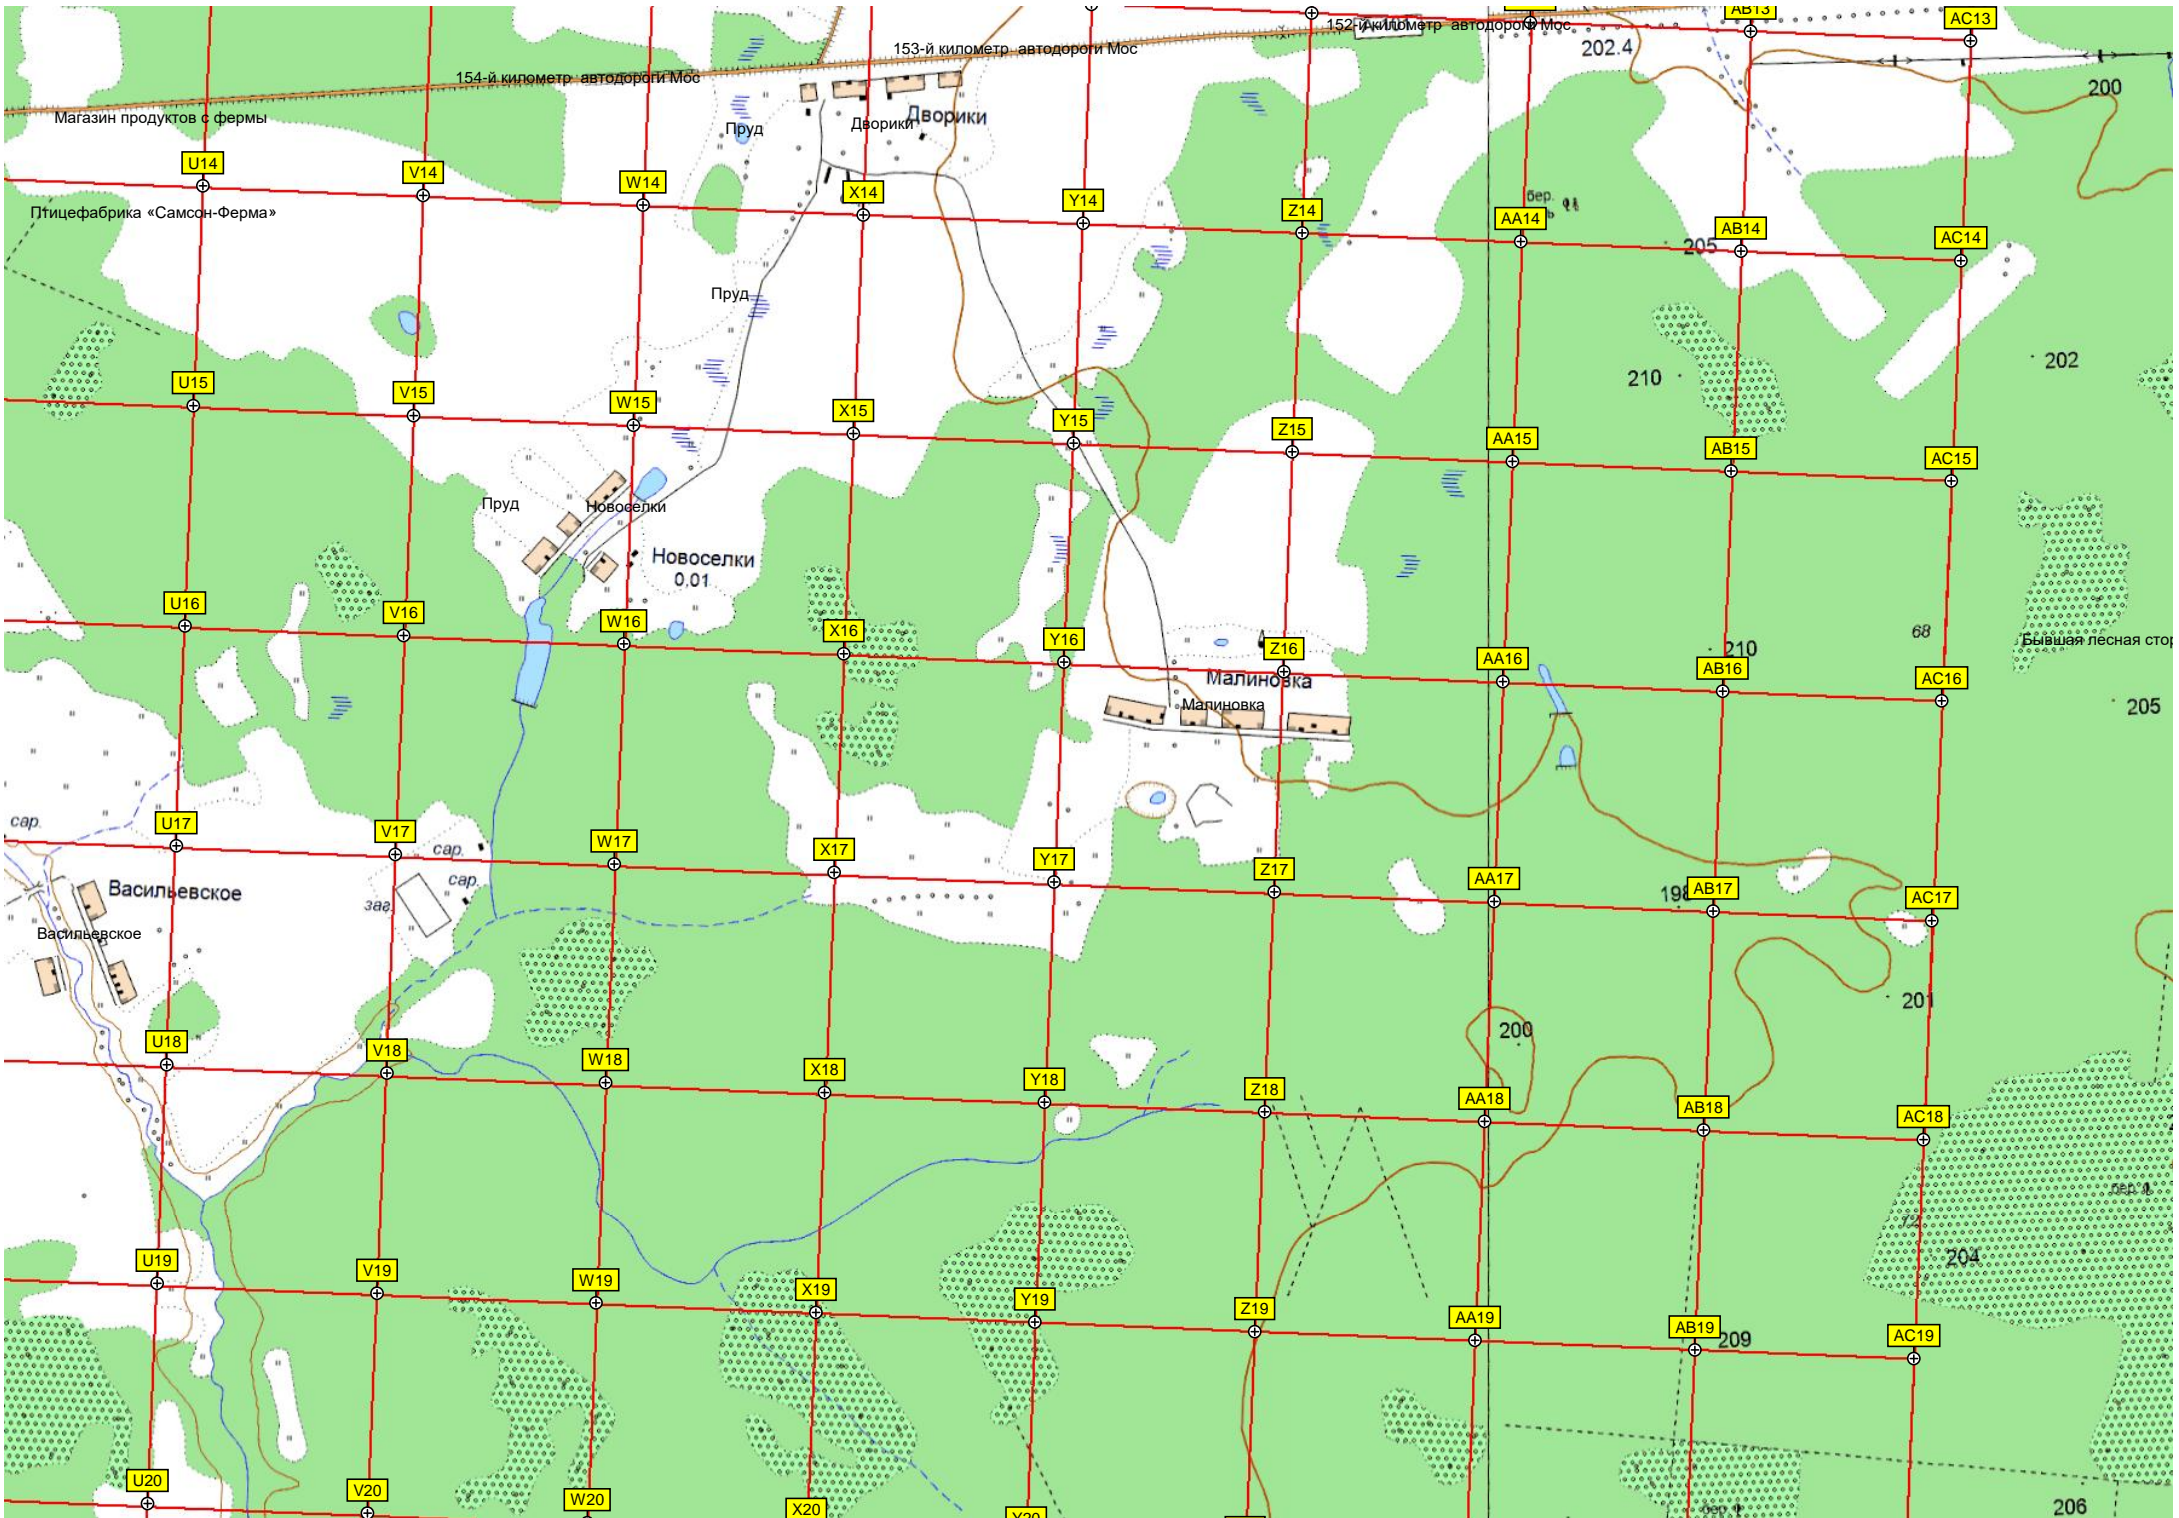 AB13
AC13
152-й километр автодороги Мос
202.4
153-й километр автодороги Мос
154-й километр автодороги Мос
200
Магазин продуктов с фермы
Пруд
Дворики
Дворики
U14
V14
W14
X14
Y14
Z14
бер.
AA14
AB14
AC14
Птицефабрика «Самсон-Ферма»
205
Пруд
202
210
U15
V15
W15
X15
Y15
Z15
AA15
AB15
AC15
Пруд
Новоселки
Новоселки
0,01
U16
V16
W16
X16
Y16
Z16
AA16
AB16
AC16
68
210
Бывшая лесная стор
Малиновка
Малиновка
205
сар.
U17
V17
W17
X17
Y17
Z17
AA17
AB17
AC17
сар.
сар.
заг.
198
Васильевское
Васильевское
201
200
U18
V18
W18
X18
Y18
Z18
AA18
AB18
AC18
бер.
72
204
U19
V19
W19
X19
Y19
Z19
AA19
AB19
AC19
209
U20
V20
W20
X20
Y20
бер.
206